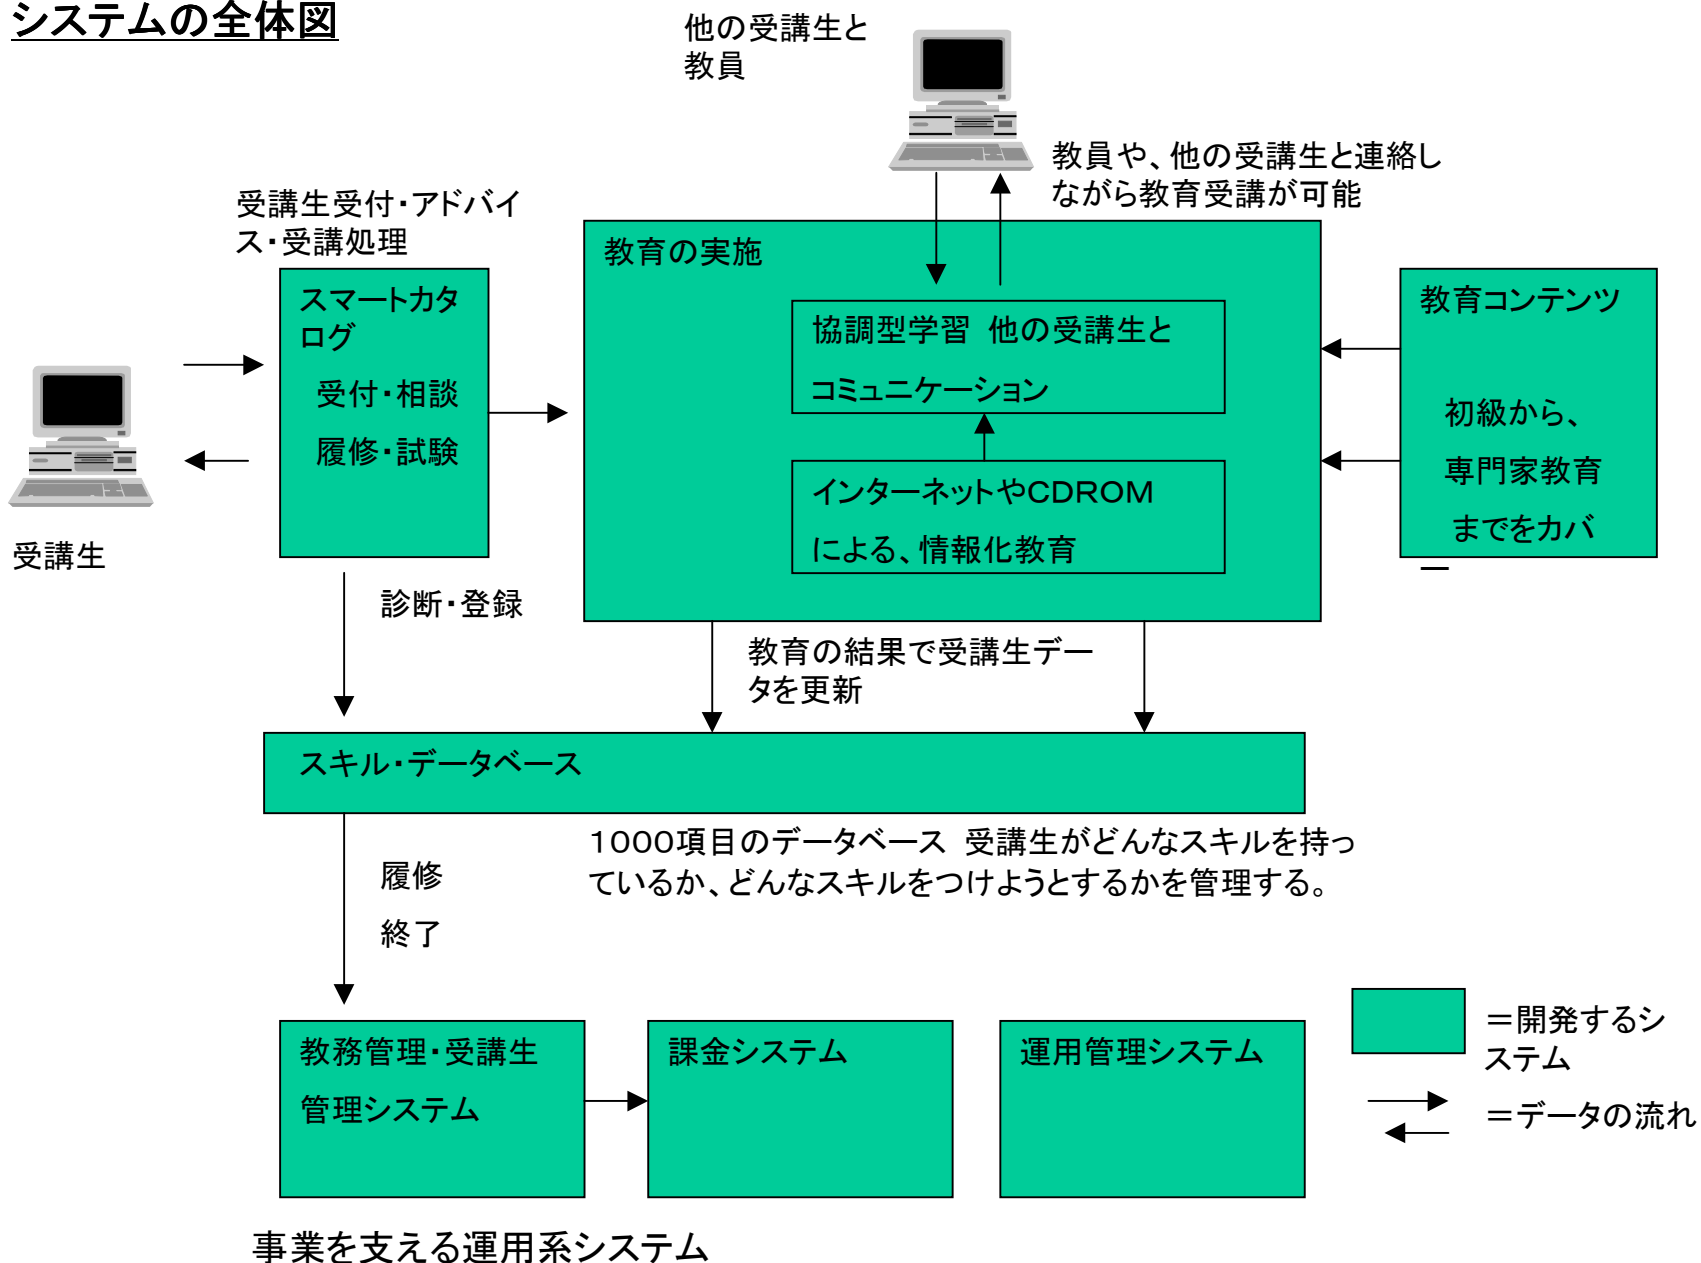 システムの全体図
他の受講生と
教員
教員や、他の受講生と連絡し
ながら教育受講が可能
受講生受付・アドバイ
ス・受講処理
スマートカタ
ログ
受付・相談
履修・試験
受講生
教育の実施
協調型学習 他の受講生と
コミュニケーション
インターネットやCDROM
による、情報化教育
教育コンテンツ
初級から、
専門家教育
までをカバ
ー
診断・登録
教育の結果で受講生デー
タを更新
スキル・データベース
1000項目のデータベース 受講生がどんなスキルを持っ
ているか、どんなスキルをつけようとするかを管理する。
履修
終了
教務管理・受講生
管理システム
課金システム
運用管理システム
=開発するシ
ステム
=データの流れ
事業を支える運用系システム